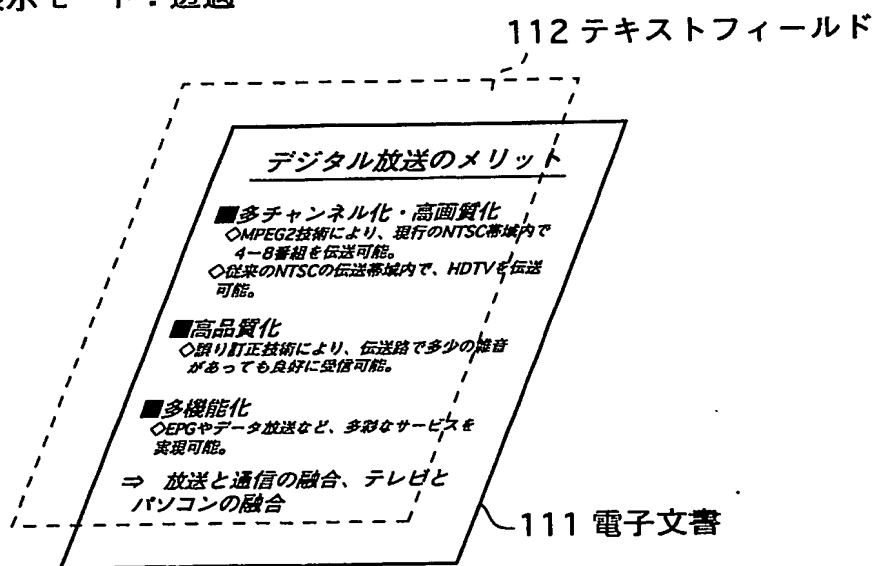 表示モード：透過
112 テキストフィールド
デジタル放送のメリット
■多チャンネル化・高画質化
◇MPEG2技術により、現行のNTSC帯域内で
4ー8番組を伝送可能。
◇従来のNTSCの伝送帯域内で、HDTVを伝送
可能。
■高品質化
◇誤り訂正技術により、伝送路で多少の雑音
があっても良好に受信可能。
■多機能化
◇EPGやデータ放送など、多彩なサービスを
実現可能。
⇒ 放送と通信の融合、テレビと
パソコンの融合
111 電子文書